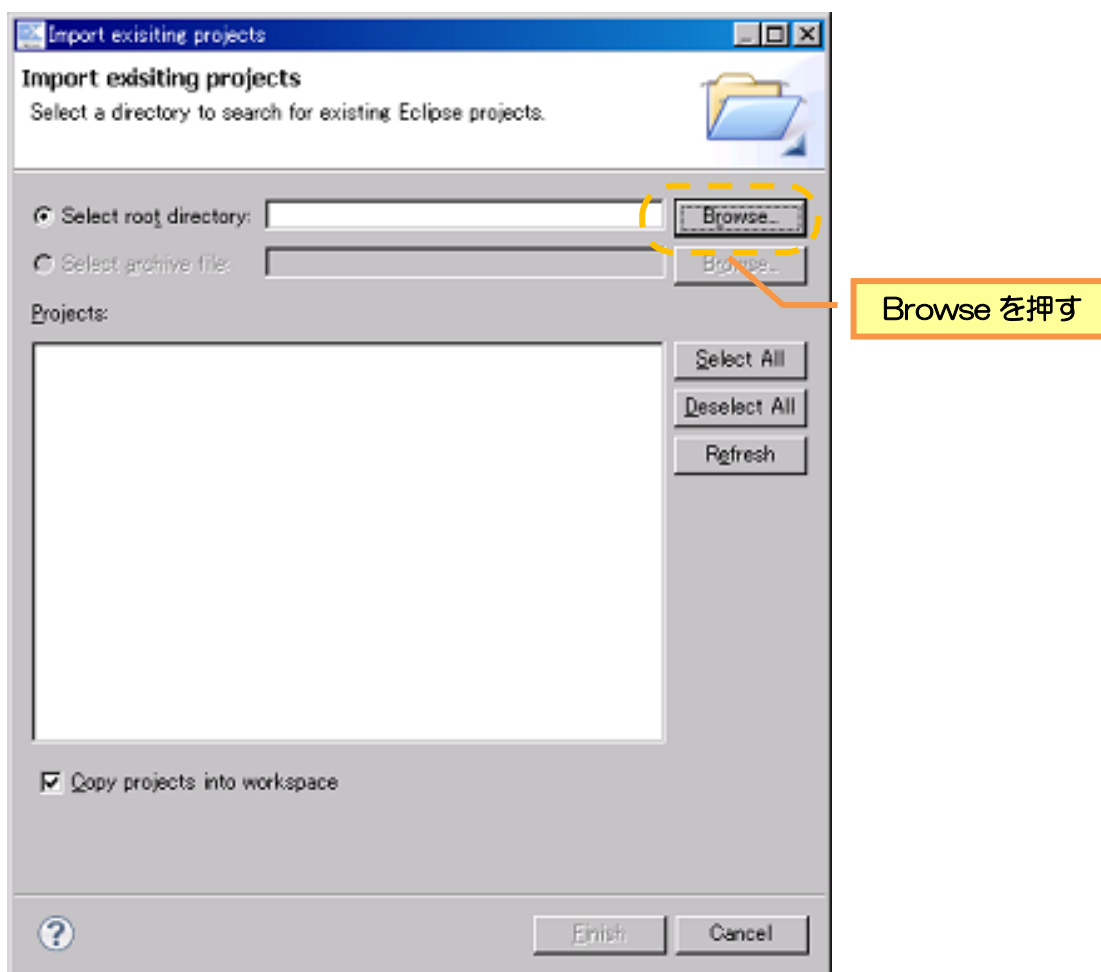 Import exisiting projects
Import exisiting projects
Select a directory to search for existing Eclipse projects.
Select root directory:
Browse...
Select archive file:
Browse...
Browse を押す
Projects:
Select All
Deselect All
Refresh
Copy projects into workspace
?
Finish
Cancel